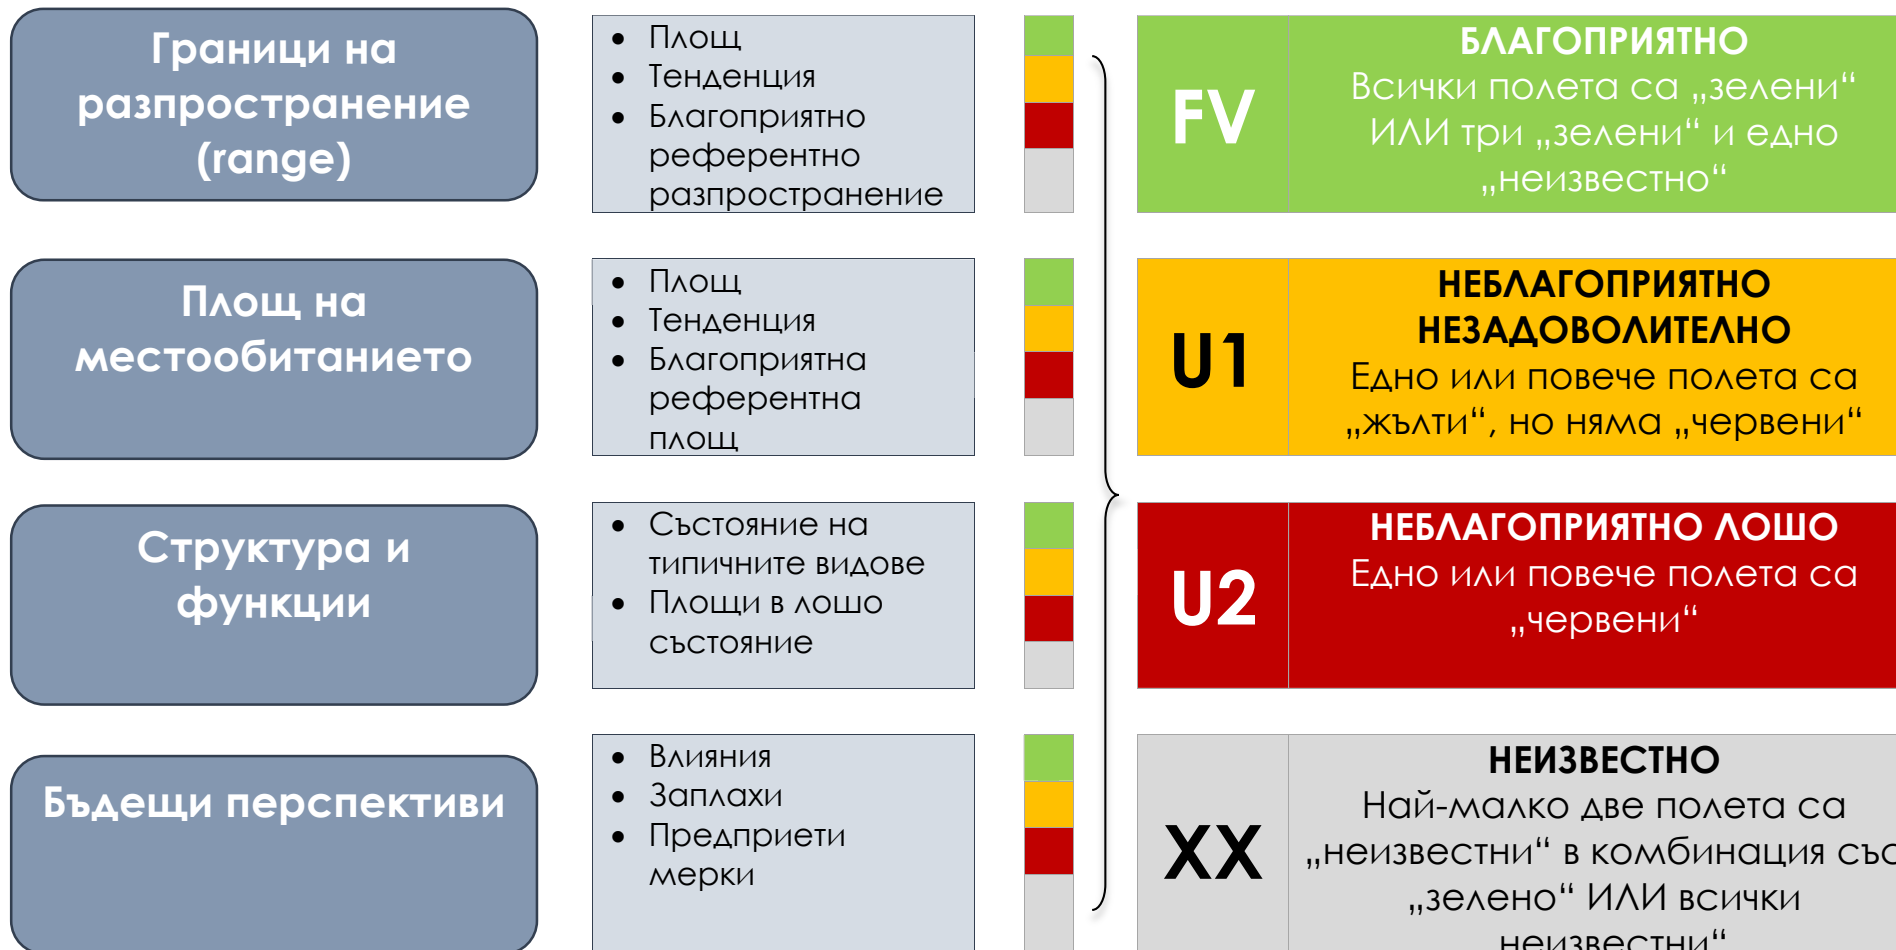 Граници на
разпространение
(range)
• Площ
• Тенденция
• Благоприятно
референтно
разпространение
FV
БЛАГОПРИЯТНО
Всички полета са „зелени“
ИЛИ три „зелени“ и едно
„неизвестно“
Площ на
местообитанието
• Площ
• Тенденция
• Благоприятна
референтна
площ
U1
НЕБЛАГОПРИЯТНО
НЕЗАДОВОЛИТЕЛНО
Едно или повече полета са
„жълти“, но няма „червени“
Структура и
функции
• Състояние на
типичните видове
• Площи в лошо
състояние
U2
НЕБЛАГОПРИЯТНО ЛОШО
Едно или повече полета са
„червени“
Бъдещи перспективи
• Влияния
• Заплахи
• Предприети
мерки
XX
НЕИЗВЕСТНО
Най-малко две полета са
„неизвестни“ в комбинация със
„зелено“ ИЛИ всички
неизвестни“